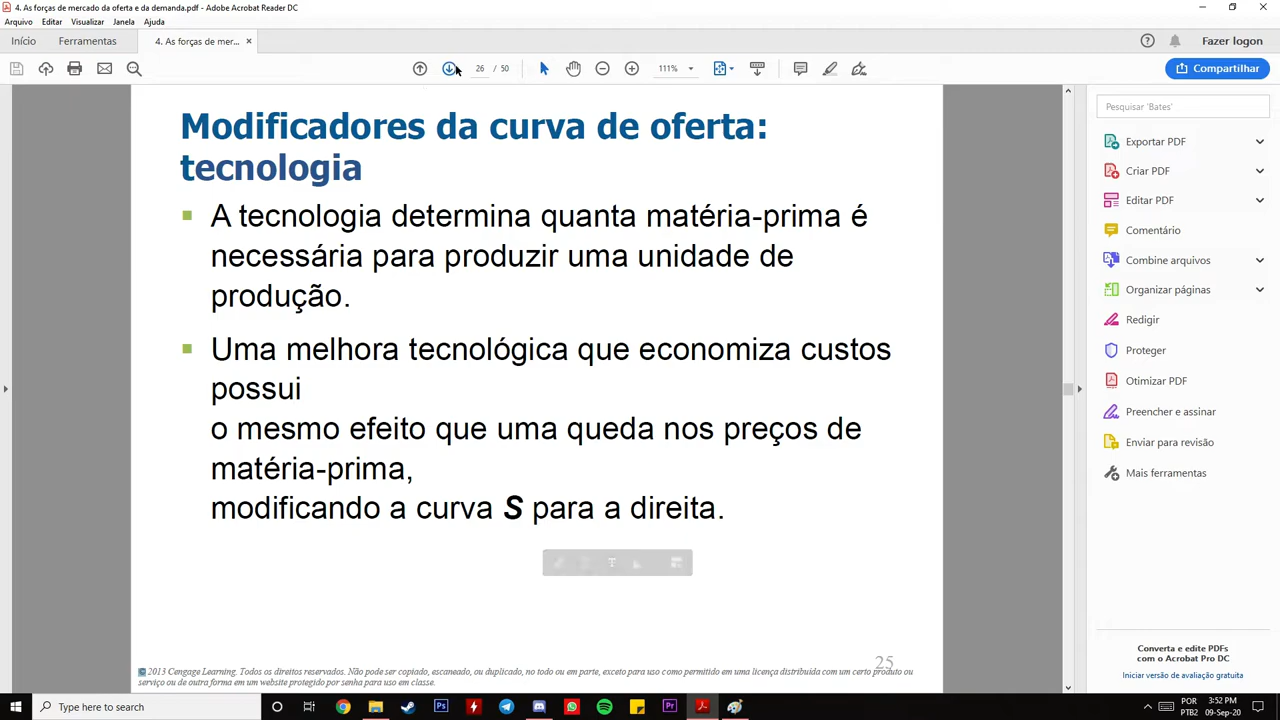 4. As forças de mercado da oferta e da demanda.pdf - Adobe Acrobat Reader DC
Arquivo Editar Visualizar Janela Ajuda
Início Ferramentas 4. As forças de mer... × Fazer logon
26 / 50 111% Compartilhar
Modificadores da curva de oferta:
tecnologia
A tecnologia determina quanta matéria-prima é
necessária para produzir uma unidade de
produção.
Uma melhora tecnológica que economiza custos
possui
o mesmo efeito que uma queda nos preços de
matéria-prima,
modificando a curva S para a direita.
25
© 2013 Cengage Learning. Todos os direitos reservados. Não pode ser copiado, escaneado, ou duplicado, no todo ou em parte, exceto para uso como permitido em uma licença distribuída com um certo produto ou
serviço ou de outra forma em um website protegido por senha para uso em classe.
Pesquisar 'Bates'
Exportar PDF
Criar PDF
Editar PDF
Comentário
Combine arquivos
Organizar páginas
Redigir
Proteger
Otimizar PDF
Preencher e assinar
Enviar para revisão
Mais ferramentas
Converta e edite PDFs
com o Acrobat Pro DC
Iniciar versão de avaliação gratuita
Type here to search
POR 3:52 PM
PTB2 09-Sep-20